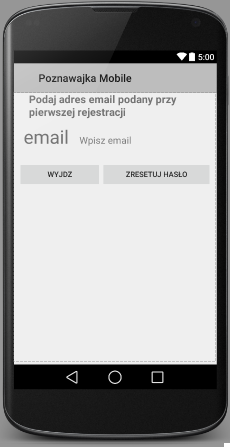 5:00
Poznawajka Mobile
Podaj adres email podany przy
pierwszej rejestracji
email Wpisz email
WYJDZ ZRESETUJ HASŁO